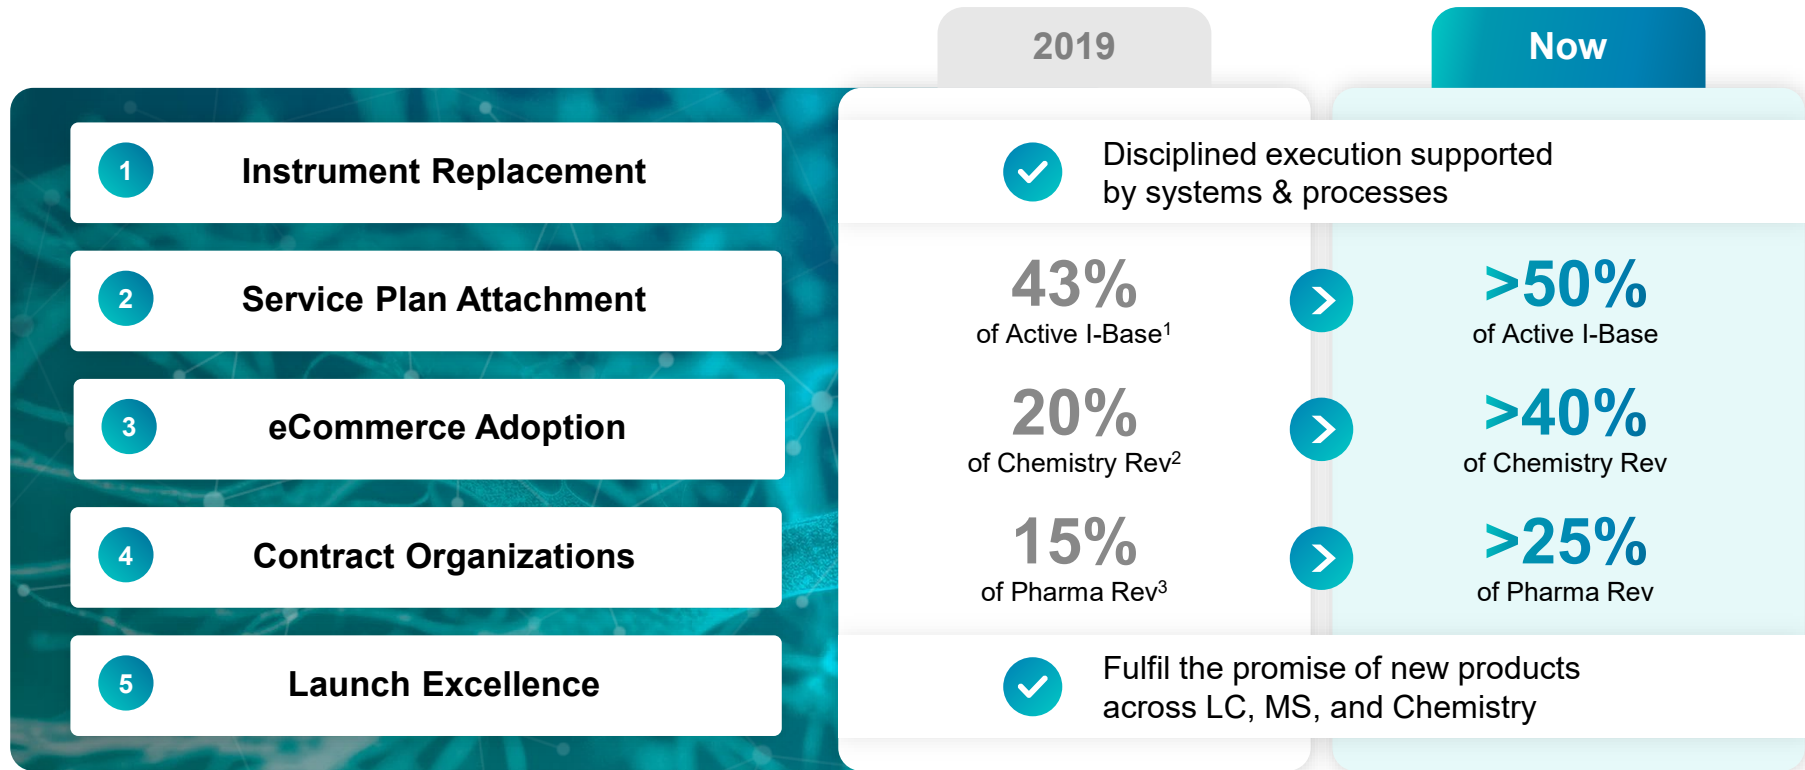 2019
Now
1
Instrument Replacement
Disciplined execution supported
by systems & processes
2
Service Plan Attachment
43%
of Active I-Base¹
>50%
of Active I-Base
3
eCommerce Adoption
20%
of Chemistry Rev²
>40%
of Chemistry Rev
4
Contract Organizations
15%
of Pharma Rev³
>25%
of Pharma Rev
5
Launch Excellence
Fulfil the promise of new products
across LC, MS, and Chemistry